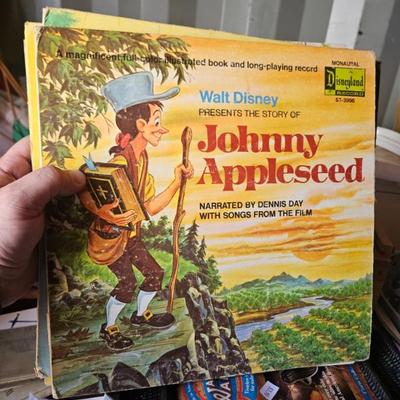 A magnificent full-color illustrated book and long-playing record
MONAURAL
Disneyland
RECORD
ST-3996
Walt Disney
PRESENTS THE STORY OF
Johnny
Appleseed
NARRATED BY DENNIS DAY
WITH SONGS FROM THE FILM